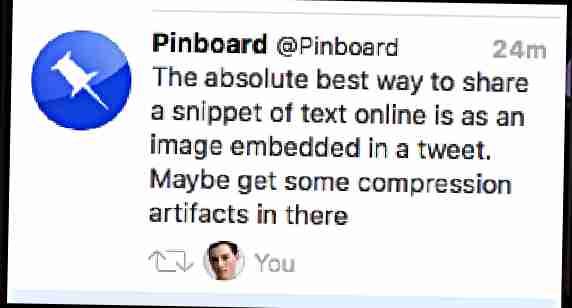 Pinboard @Pinboard 24m
The absolute best way to share
a snippet of text online is as an
image embedded in a tweet.
Maybe get some compression
artifacts in there
You